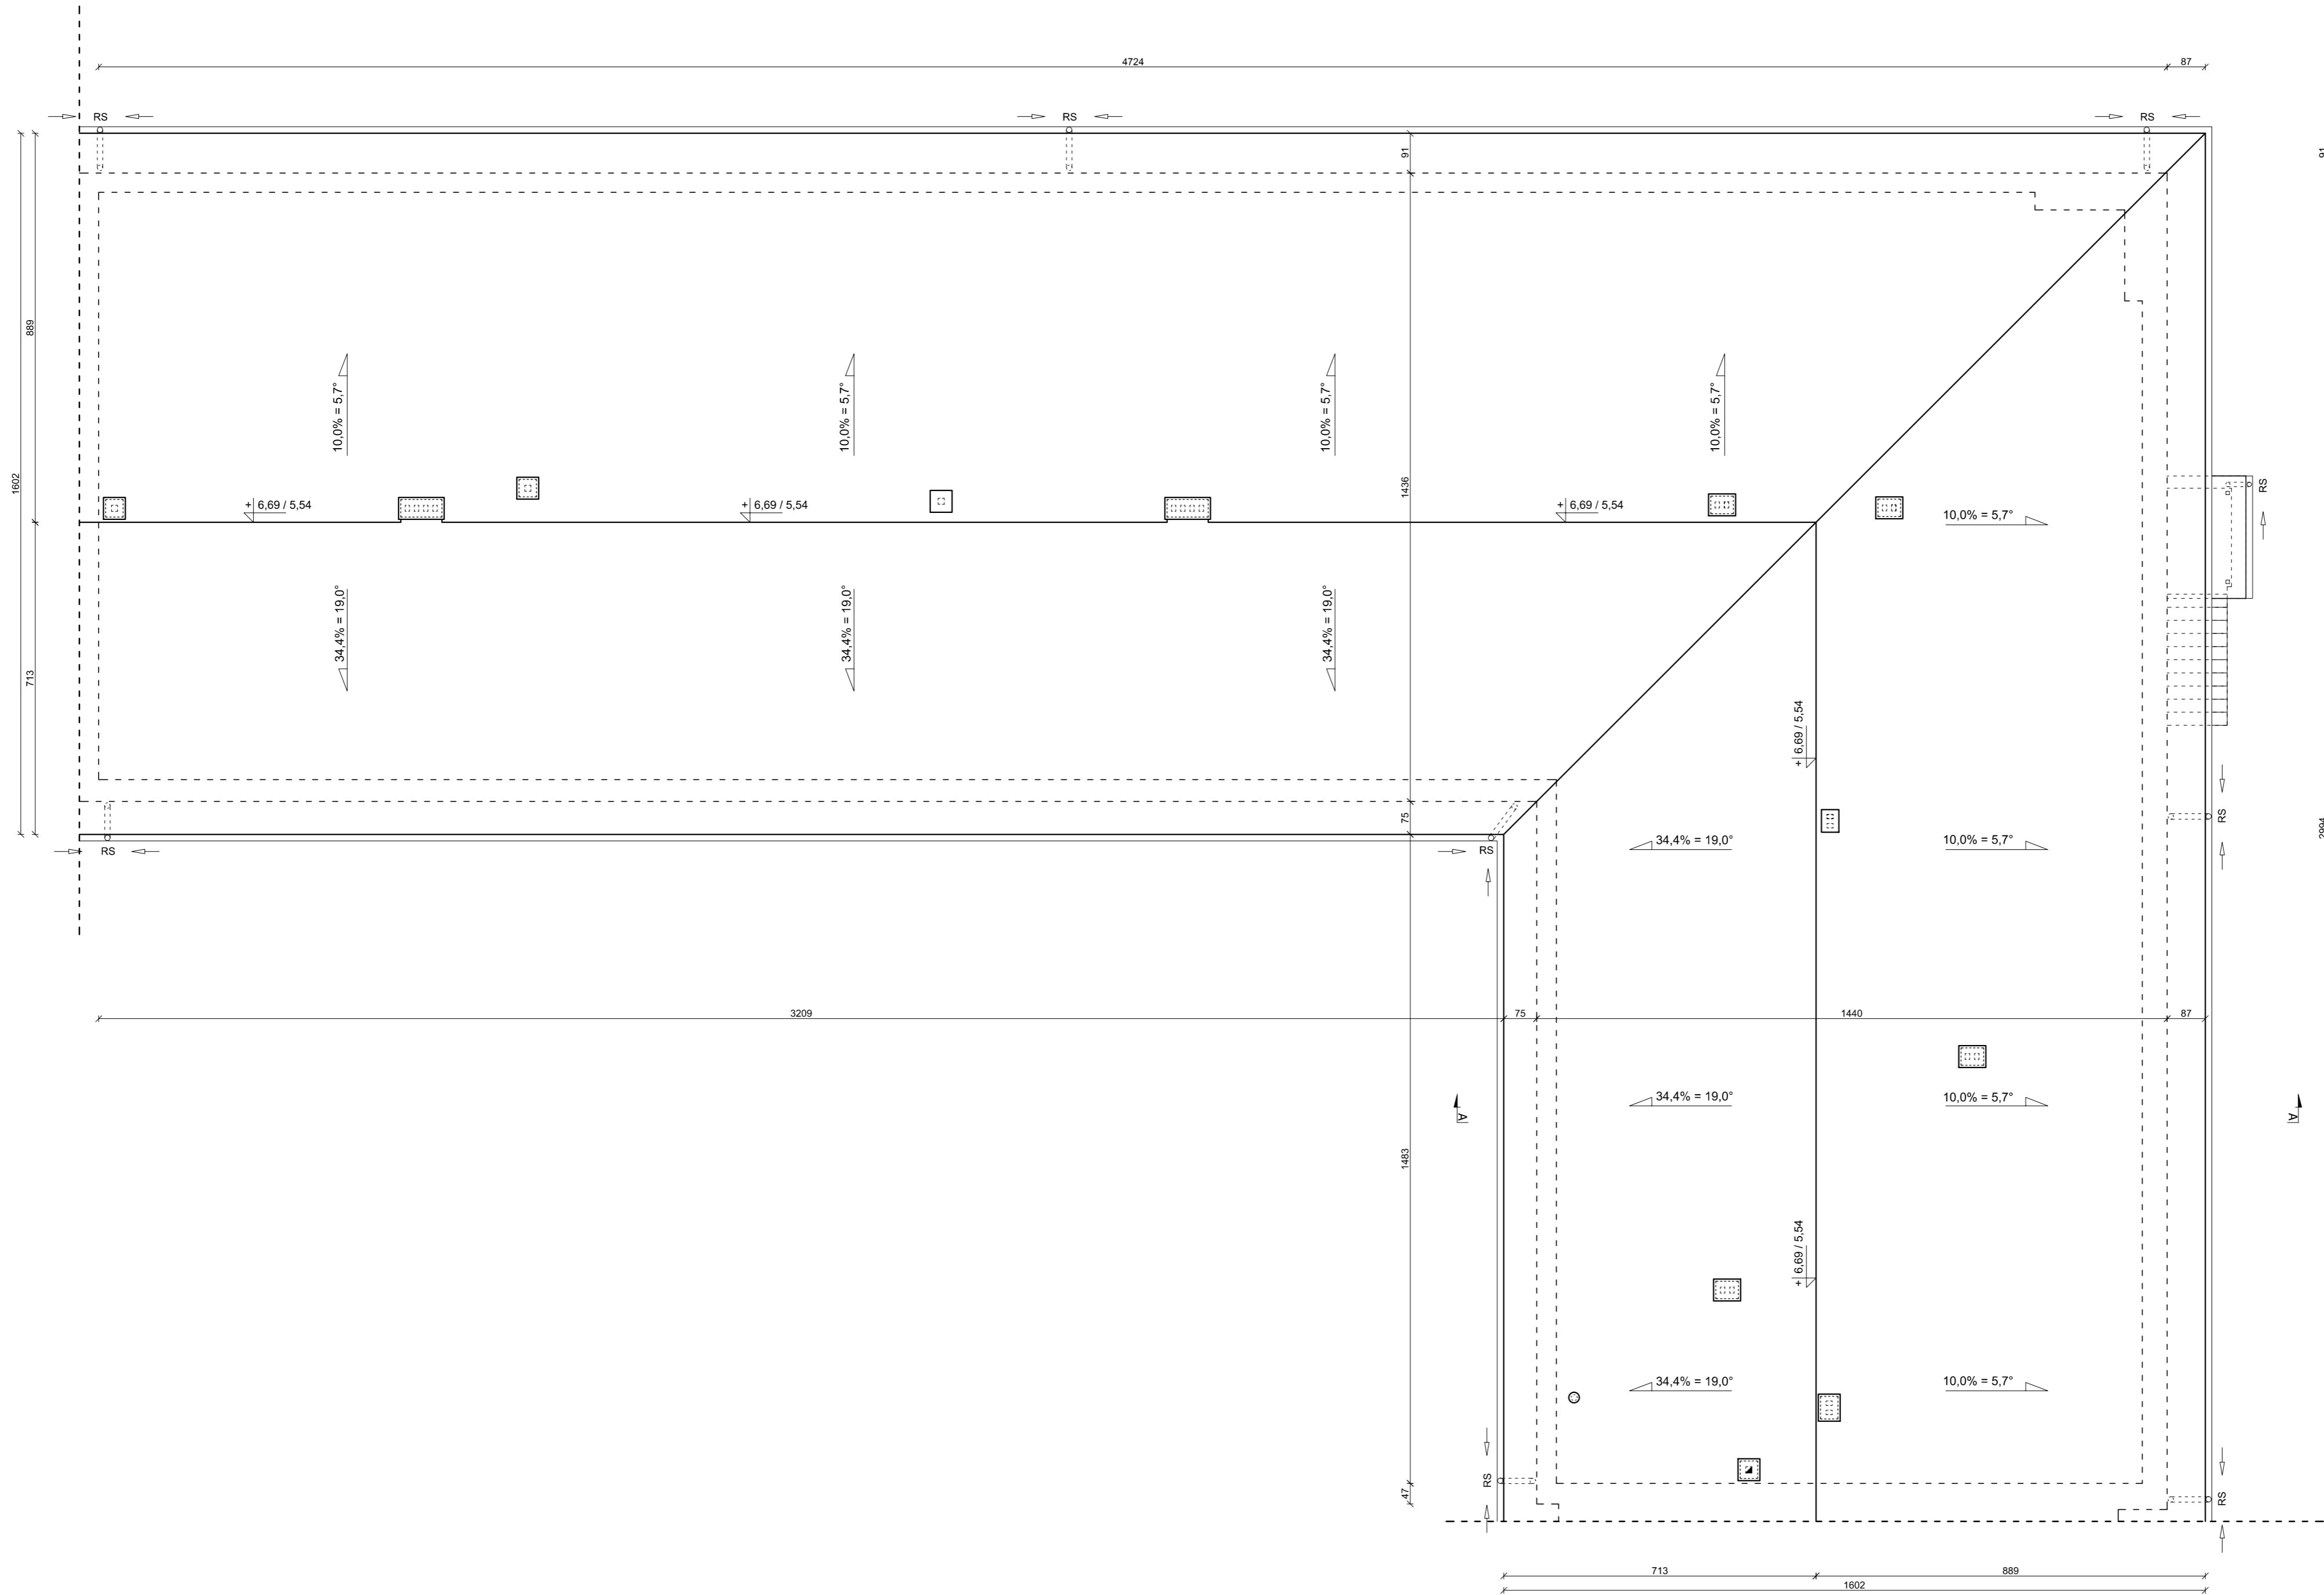 4724
87
RS
RS
RS
91
91
889
1602
713
10,0% = 5,7°
10,0% = 5,7°
10,0% = 5,7°
10,0% = 5,7°
1436
RS
+ 6,69 / 5,54
+ 6,69 / 5,54
+ 6,69 / 5,54
10,0% = 5,7°
34,4% = 19,0°
34,4% = 19,0°
34,4% = 19,0°
+ 6,69 / 5,54
75
RS
2994
RS
RS
34,4% = 19,0°
10,0% = 5,7°
3209
75
1440
87
34,4% = 19,0°
10,0% = 5,7°
A
A
1483
+ 6,69 / 5,54
34,4% = 19,0°
10,0% = 5,7°
RS
47
RS
713
889
1602